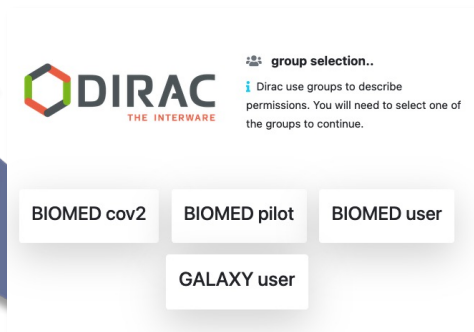 DIRAC
THE INTERWARE
group selection..
Dirac use groups to describe
permissions. You will need to select one of
the groups to continue.
BIOMED cov2
BIOMED pilot
BIOMED user
GALAXY user